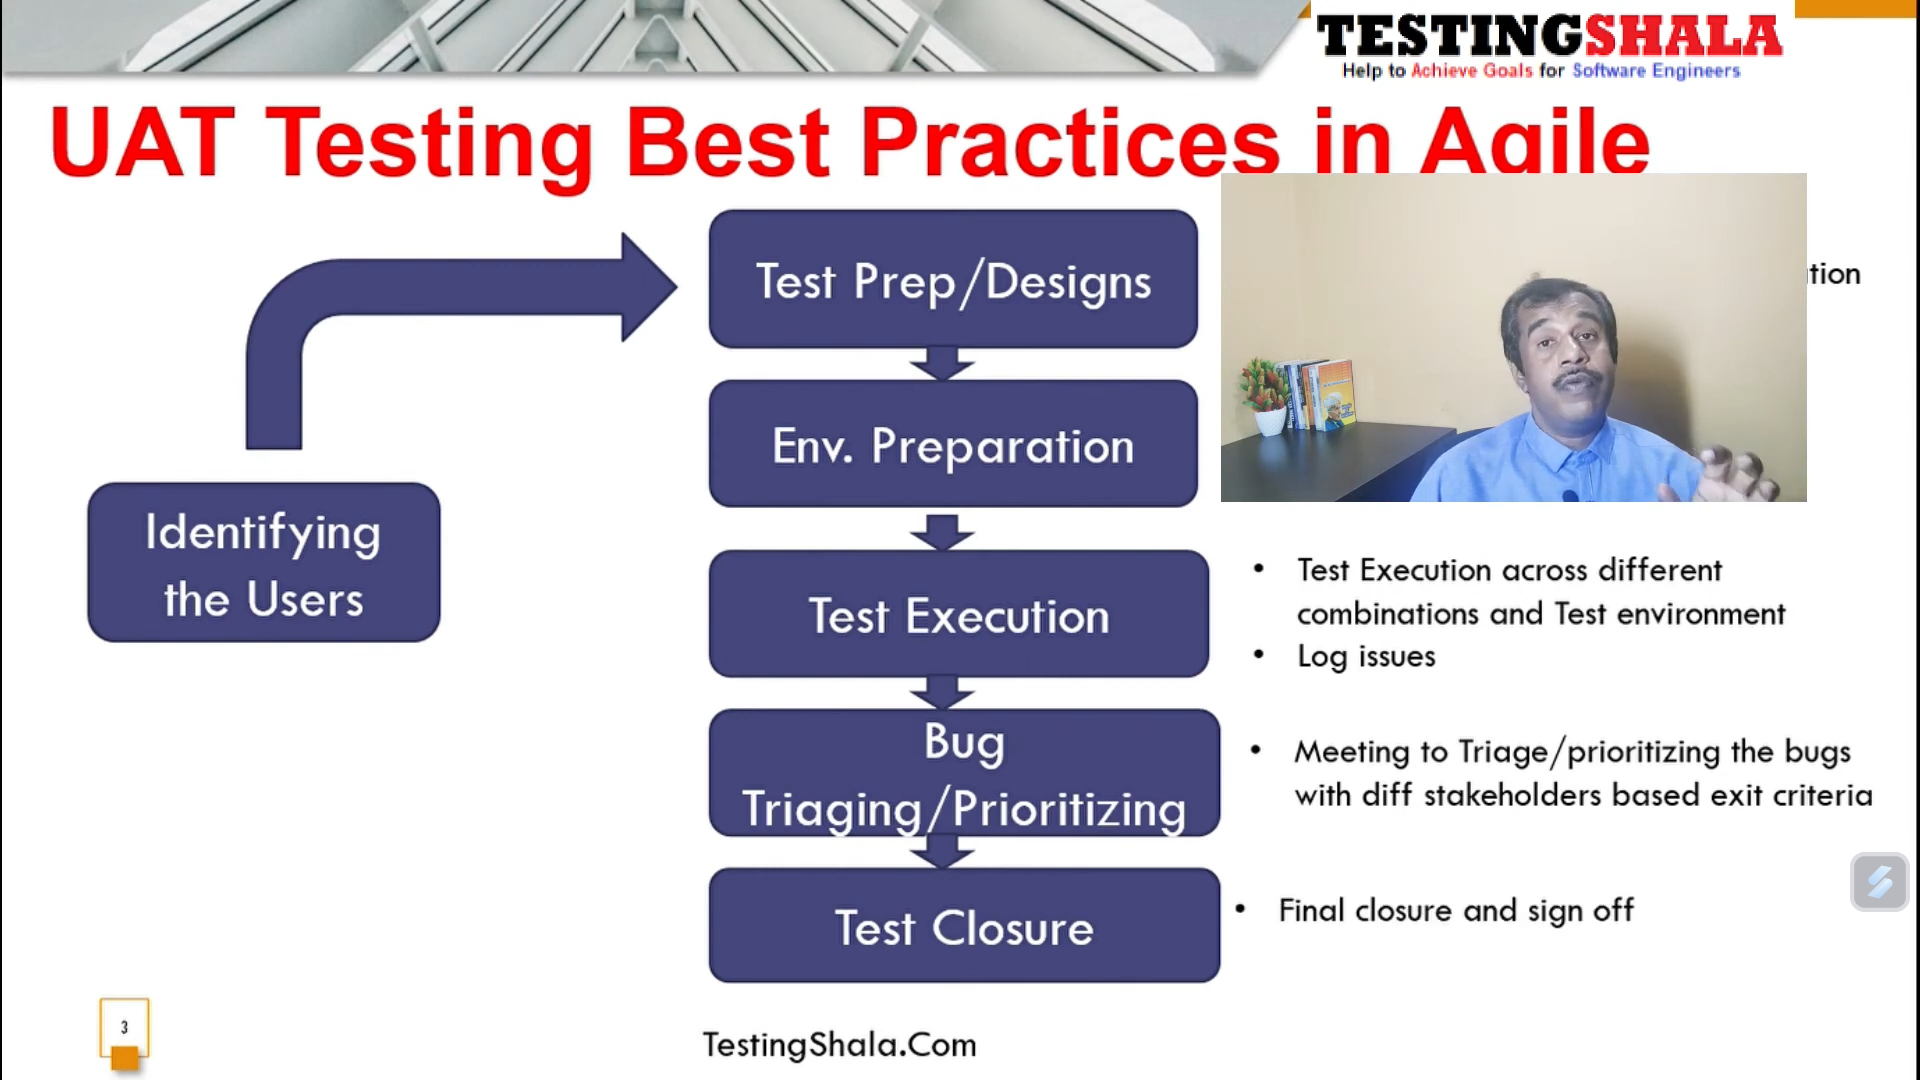 TESTINGSHALA
Help to Achieve Goals for Software Engineers
UAT Testing Best Practices in Agile
Test Prep/Designs
Env. Preparation
Identifying
the Users
Test Execution
• Test Execution across different
combinations and Test environment
• Log issues
Bug
Triaging/Prioritizing
• Meeting to Triage/prioritizing the bugs
with diff stakeholders based exit criteria
Test Closure
• Final closure and sign off
3
TestingShala.Com